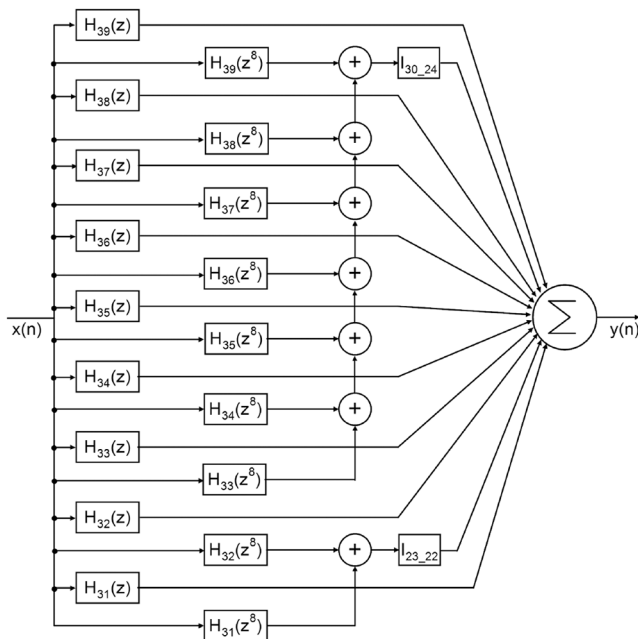 H₃₉(z)
H₃₉(z⁸) + I₃₀_₂₄
H₃₈(z)
H₃₈(z⁸) +
H₃₇(z)
H₃₇(z⁸) +
H₃₆(z)
H₃₆(z⁸) +
H₃₅(z)
x(n) Σ y(n)
H₃₅(z⁸) +
H₃₄(z)
H₃₄(z⁸) +
H₃₃(z)
H₃₃(z⁸)
H₃₂(z)
H₃₂(z⁸) + I₂₃_₂₂
H₃₁(z)
H₃₁(z⁸)